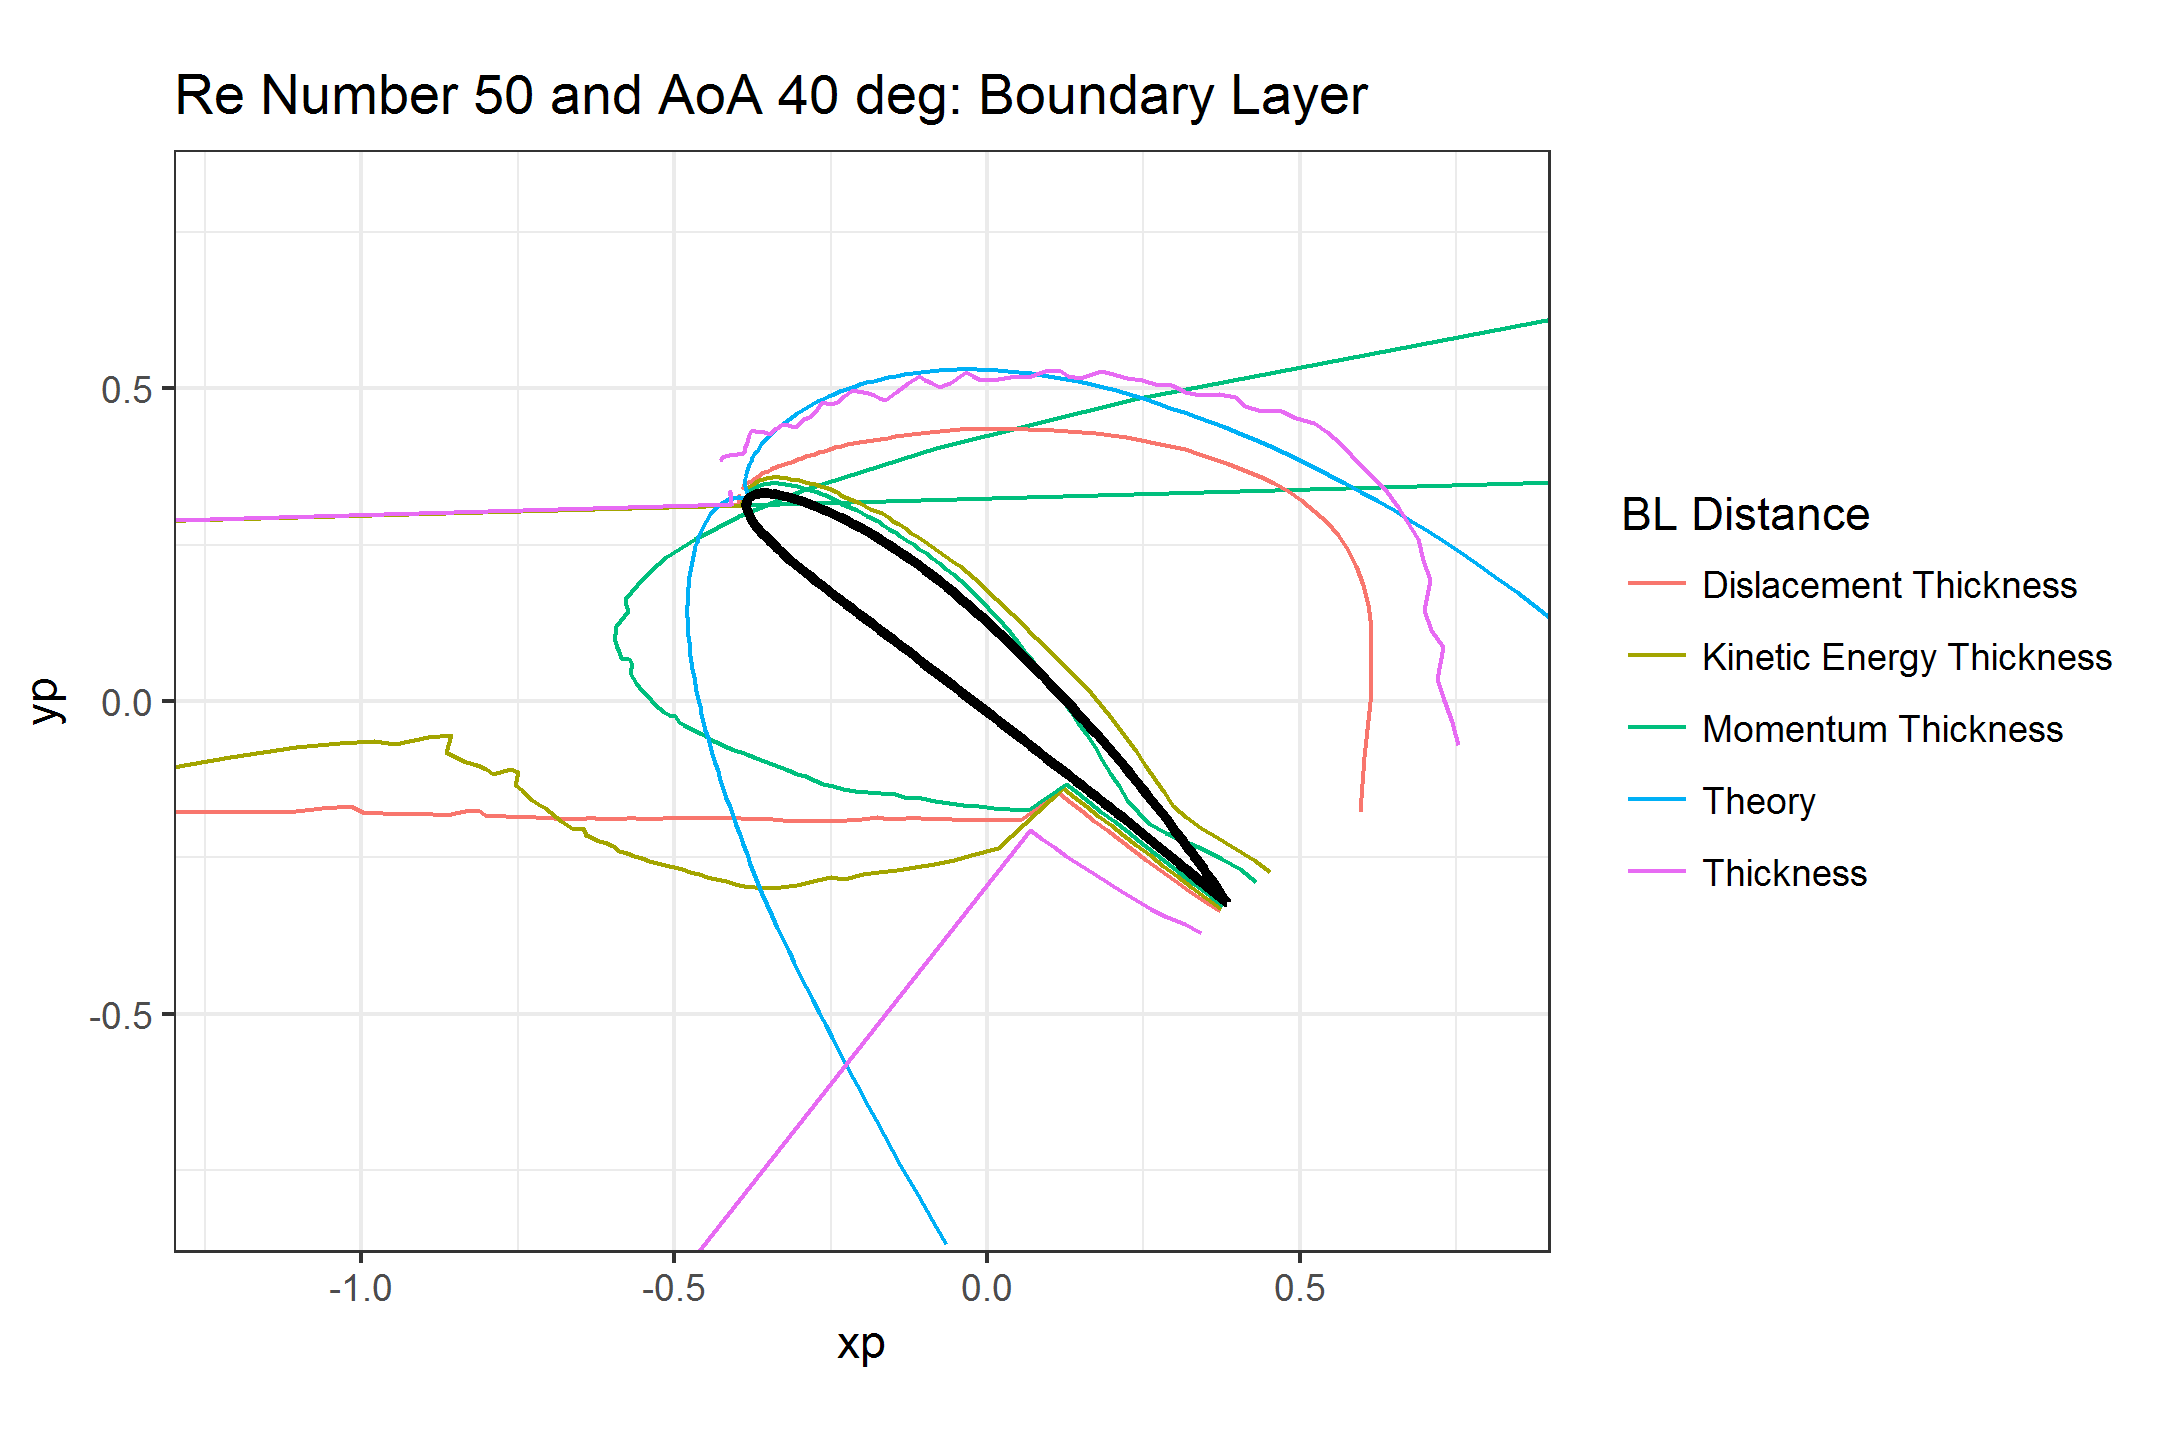 Re Number 50 and AoA 40 deg: Boundary Layer
yp
0.5
0.0
-0.5
-1.0
-0.5
0.0
0.5
xp
BL Distance
Dislacement Thickness
Kinetic Energy Thickness
Momentum Thickness
Theory
Thickness